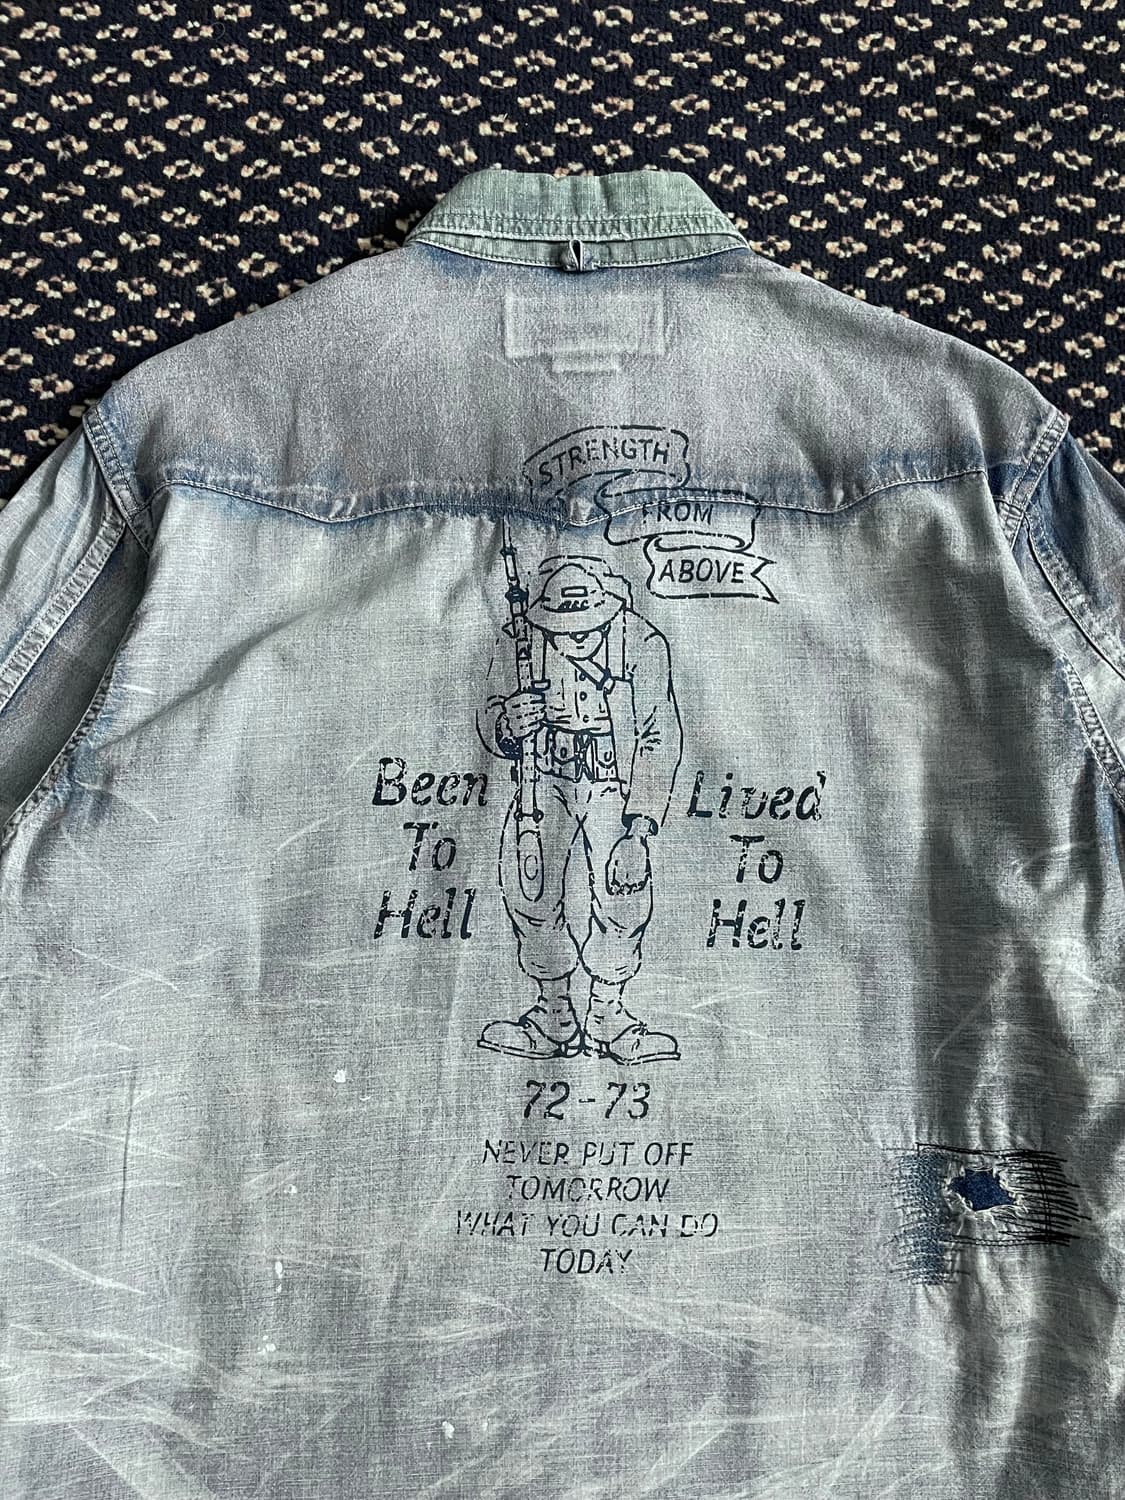 STRENGTH
FROM
ABOVE
Been
To
Hell
Lived
To
Hell
72-73
NEVER PUT OFF
TOMORROW
WHAT YOU CAN DO
TODAY